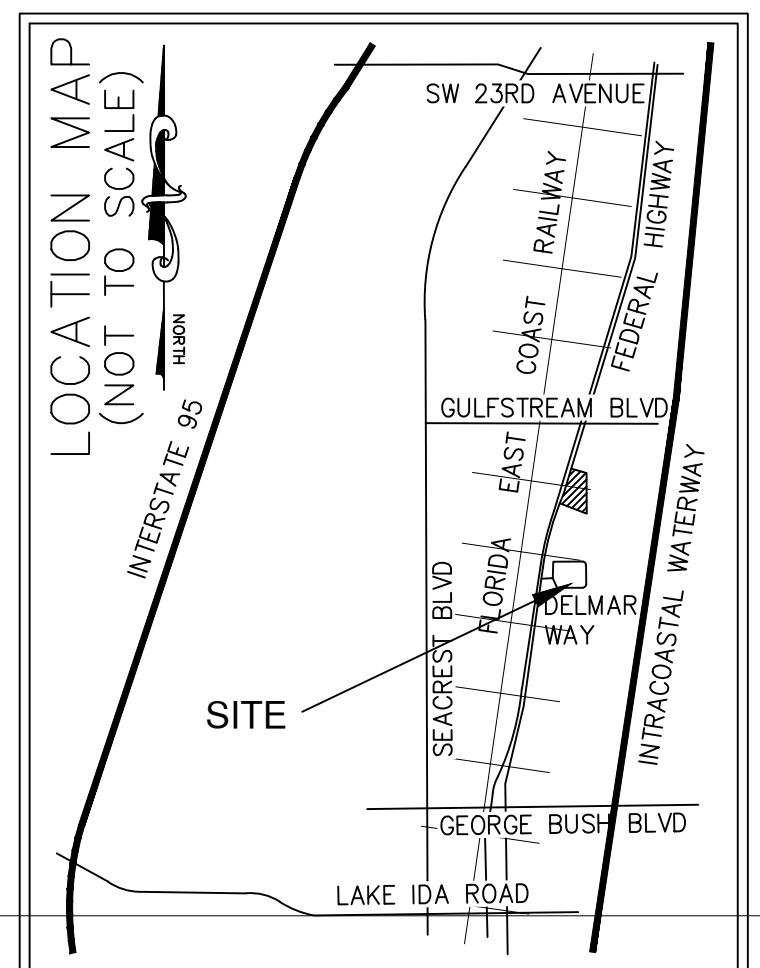 LOCATION MAP
(NOT TO SCALE)
NORTH
SW 23RD AVENUE
INTERSTATE 95
FLORIDA EAST COAST RAILWAY
FEDERAL HIGHWAY
GULFSTREAM BLVD
SEACREST BLVD
INTRACOASTAL WATERWAY
DELMAR
WAY
SITE
GEORGE BUSH BLVD
LAKE IDA ROAD